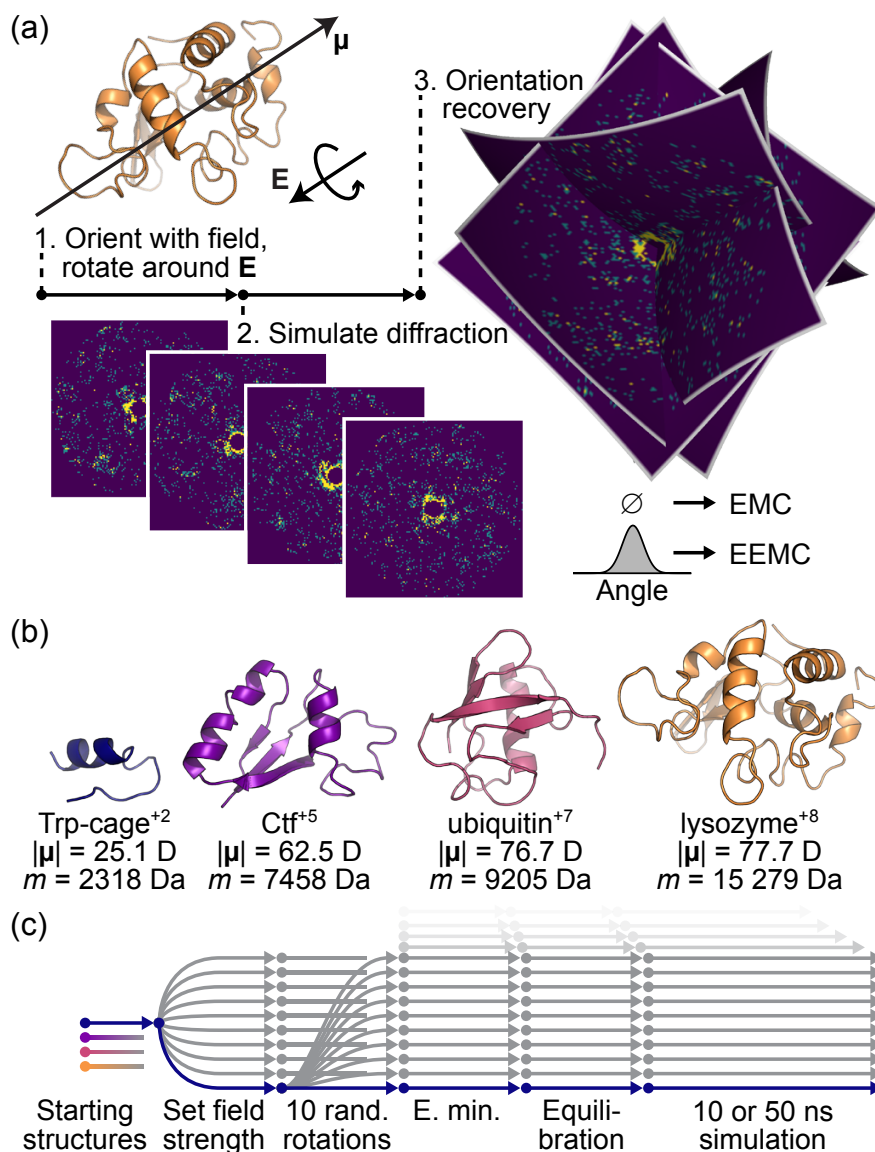 (a)
μ
3. Orientation
recovery
E
1. Orient with field,
rotate around E
2. Simulate diffraction
∅ → EMC
→ EEMC
Angle
(b)
Trp-cage+2
|μ| = 25.1 D
m = 2318 Da
Ctf+5
|μ| = 62.5 D
m = 7458 Da
ubiquitin+7
|μ| = 76.7 D
m = 9205 Da
lysozyme+8
|μ| = 77.7 D
m = 15 279 Da
(c)
Starting
structures
Set field
strength
10 rand.
rotations
E. min.
Equili-
bration
10 or 50 ns
simulation